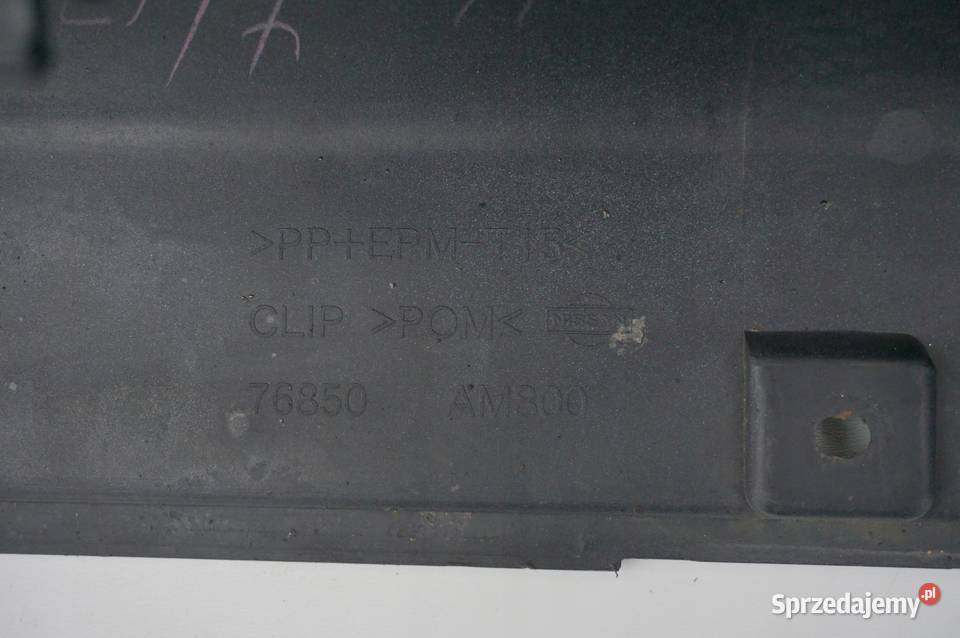 >PP+EPM-T15<
CLIP >POM< NISSAN
76850 AM800
Sprzedajemy.pl